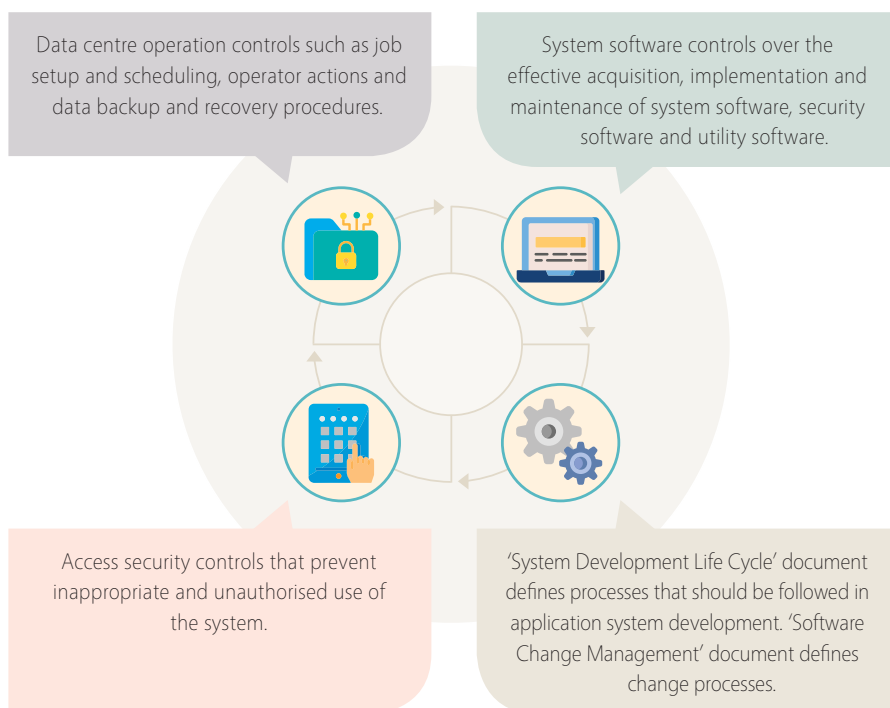 Data centre operation controls such as job
setup and scheduling, operator actions and
data backup and recovery procedures.
System software controls over the
effective acquisition, implementation and
maintenance of system software, security
software and utility software.
Access security controls that prevent
inappropriate and unauthorised use of
the system.
‘System Development Life Cycle’ document
defines processes that should be followed in
application system development. ‘Software
Change Management’ document defines
change processes.